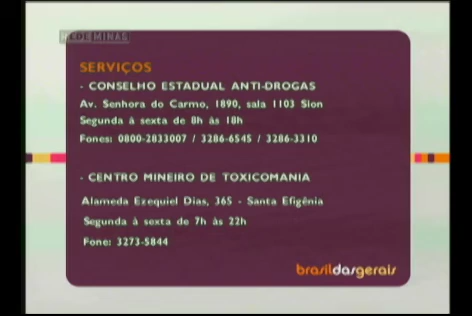 REDE MINAS
SERVIÇOS
- CONSELHO ESTADUAL ANTI-DROGAS
Av. Senhora do Carmo, 1890, sala 1103 Sion
Segunda à sexta de 8h às 18h
Fones: 0800-2833007 / 3286-6545 / 3286-3310
- CENTRO MINEIRO DE TOXICOMANIA
Alameda Ezequiel Dias, 365 - Santa Efigênia
Segunda à sexta de 7h às 22h
Fone: 3273-5844
brasildasgerais